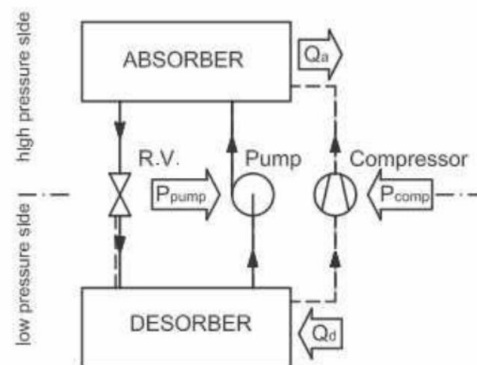 high pressure side
ABSORBER
Qa
R.V.
Pump
Compressor
Ppump
Pcomp
low pressure side
DESORBER
Qd